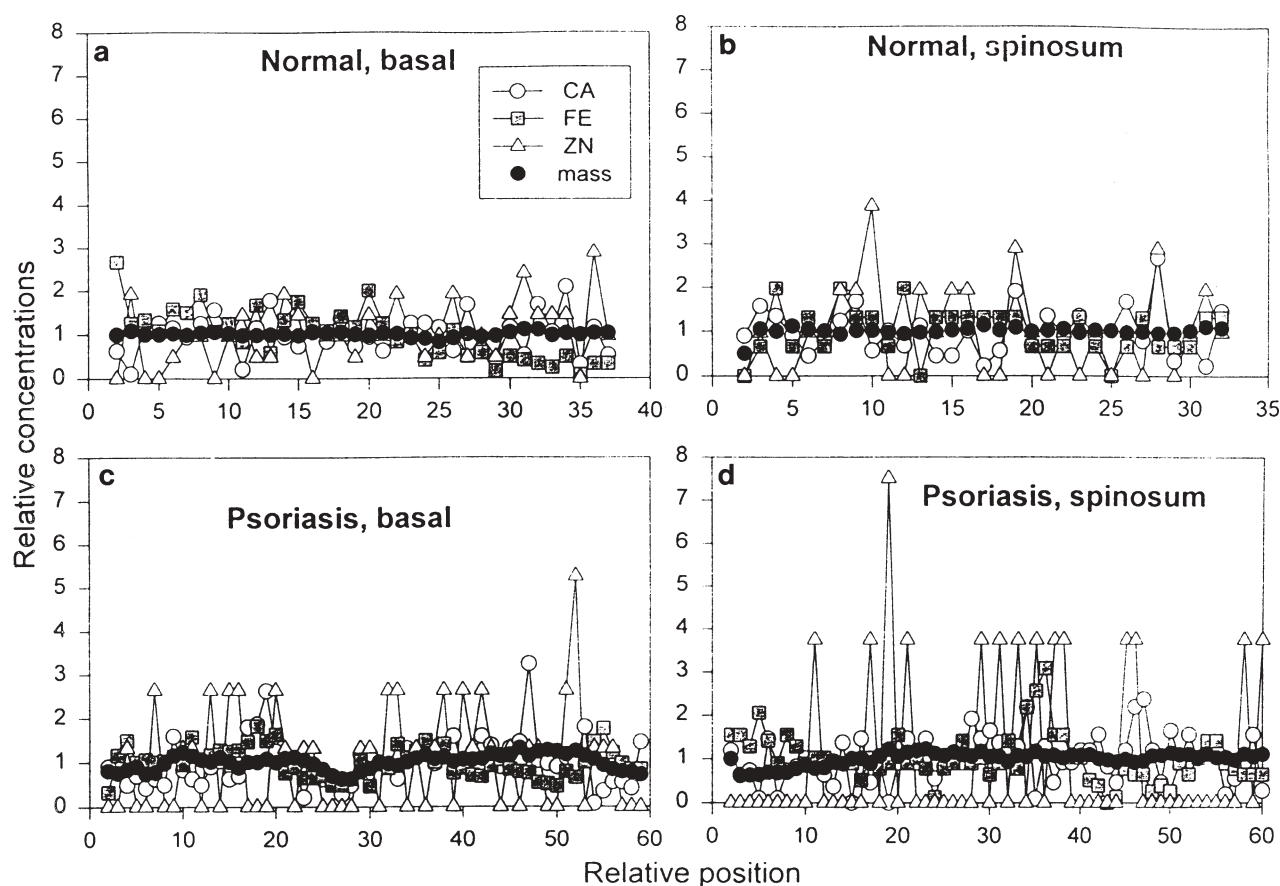 a
Normal, basal
CA
FE
ZN
mass
8
7
6
5
4
3
2
1
0
0 5 10 15 20 25 30 35 40
b
Normal, spinosum
8
7
6
5
4
3
2
1
0
0 5 10 15 20 25 30 35
Relative concentrations
c
Psoriasis, basal
8
7
6
5
4
3
2
1
0
0 10 20 30 40 50 60
d
Psoriasis, spinosum
8
7
6
5
4
3
2
1
0
0 10 20 30 40 50 60
Relative position